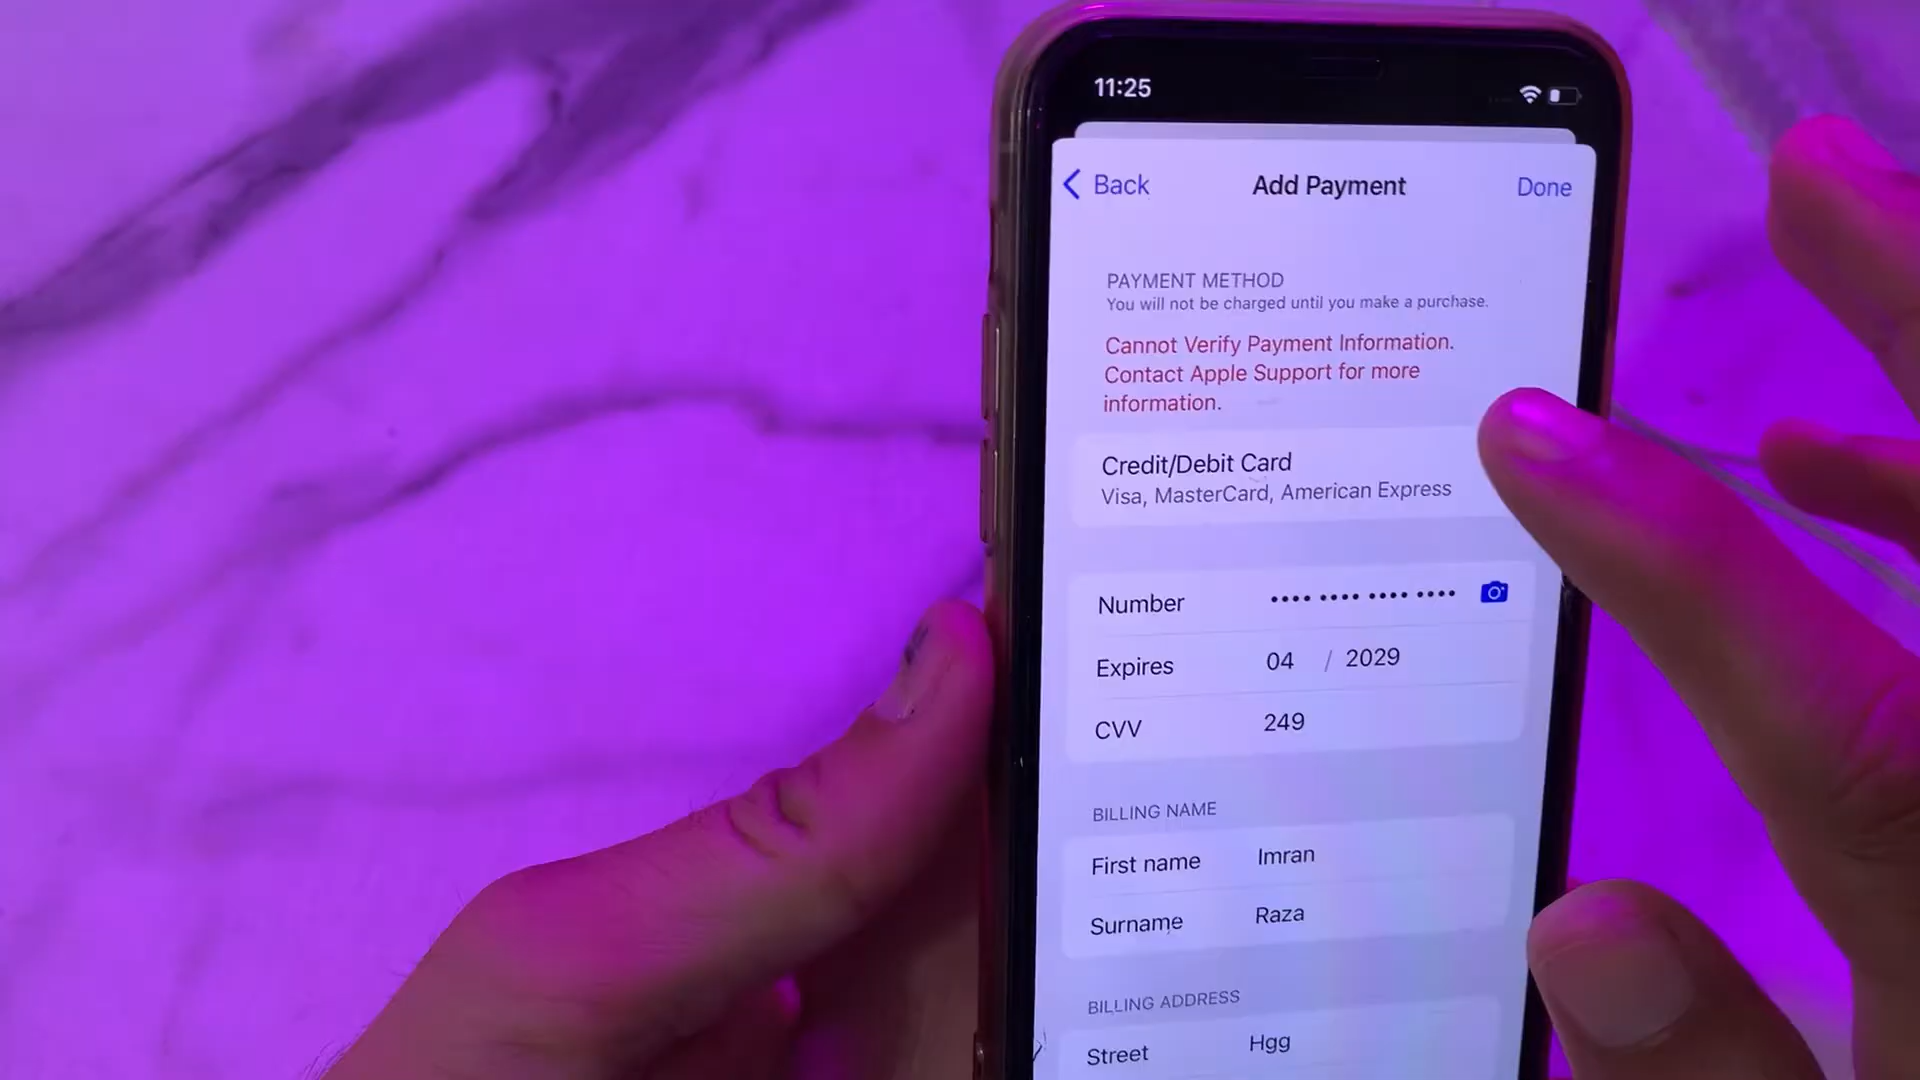 11:25
Back
Add Payment
Done
PAYMENT METHOD
You will not be charged until you make a purchase.
Cannot Verify Payment Information.
Contact Apple Support for more
information.
Credit/Debit Card
Visa, MasterCard, American Express
Number •••• •••• •••• ••••
Expires 04 / 2029
CVV 249
BILLING NAME
First name Imran
Surname Raza
BILLING ADDRESS
Street Hgg